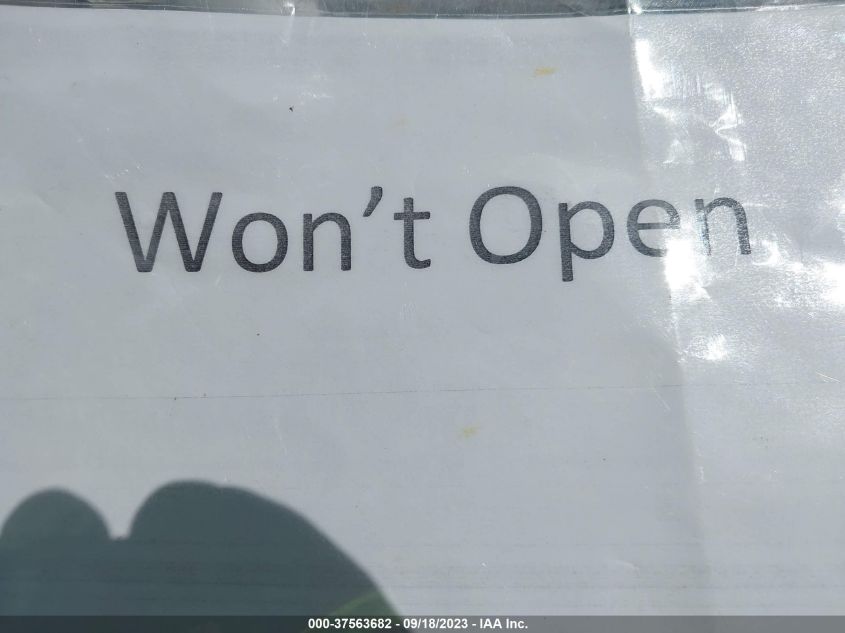 Won’t Open
000-37563682 - 09/18/2023 - IAA Inc.